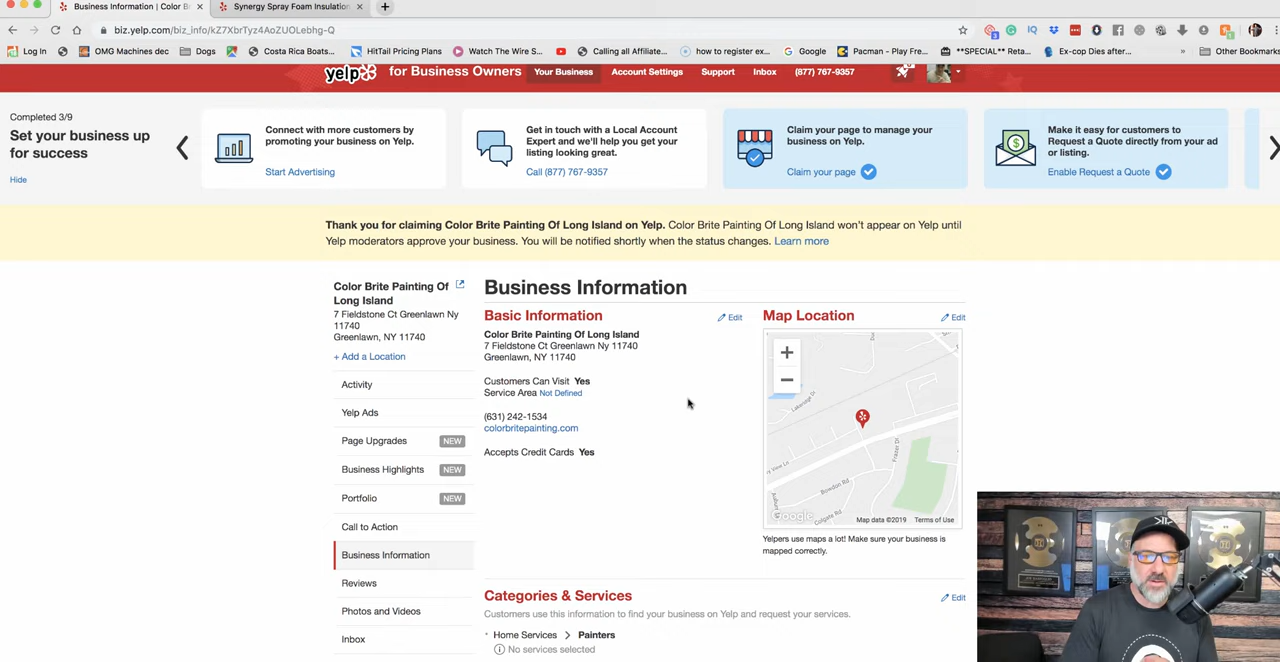 Business Information | Color B
Synergy Spray Foam Insulation
biz.yelp.com/biz_info/kZ7XbrTyz4AoZUOLebhg-Q
Log In
OMG Machines dec
Dogs
Costa Rica Boats...
HitTail Pricing Plans
Watch The Wire S...
Calling all Affiliate...
how to register ex...
Google
Pacman - Play Fre...
**SPECIAL** Reta...
Ex-cop Dies after...
»
Other Bookmarks
yelp for Business Owners
Your Business
Account Settings
Support
Inbox
(877) 767-9357
Completed 3/9
Set your business up
for success
Hide
Connect with more customers by
promoting your business on Yelp.
Start Advertising
Get in touch with a Local Account
Expert and we'll help you get your
listing looking great.
Call (877) 767-9357
Claim your page to manage your
business on Yelp.
Claim your page
Make it easy for customers to
Request a Quote directly from your ad
or listing.
Enable Request a Quote
Thank you for claiming Color Brite Painting Of Long Island on Yelp. Color Brite Painting Of Long Island won't appear on Yelp until
Yelp moderators approve your business. You will be notified shortly when the status changes. Learn more
Color Brite Painting Of
Long Island
7 Fieldstone Ct Greenlawn Ny
11740
Greenlawn, NY 11740
+ Add a Location
Activity
Yelp Ads
Page Upgrades NEW
Business Highlights NEW
Portfolio NEW
Call to Action
Business Information
Reviews
Photos and Videos
Inbox
Business Information
Basic Information
Edit
Color Brite Painting Of Long Island
7 Fieldstone Ct Greenlawn Ny 11740
Greenlawn, NY 11740
Customers Can Visit Yes
Service Area Not Defined
(631) 242-1534
colorbritepainting.com
Accepts Credit Cards Yes
Map Location
Edit
+
−
Bowdon Rd
Colgate Rd
Frazer Dr
Google
Map data ©2019
Terms of Use
Yelpers use maps a lot! Make sure your business is
mapped correctly.
Categories & Services
Edit
Customers use this information to find your business on Yelp and request your services.
Home Services > Painters
No services selected